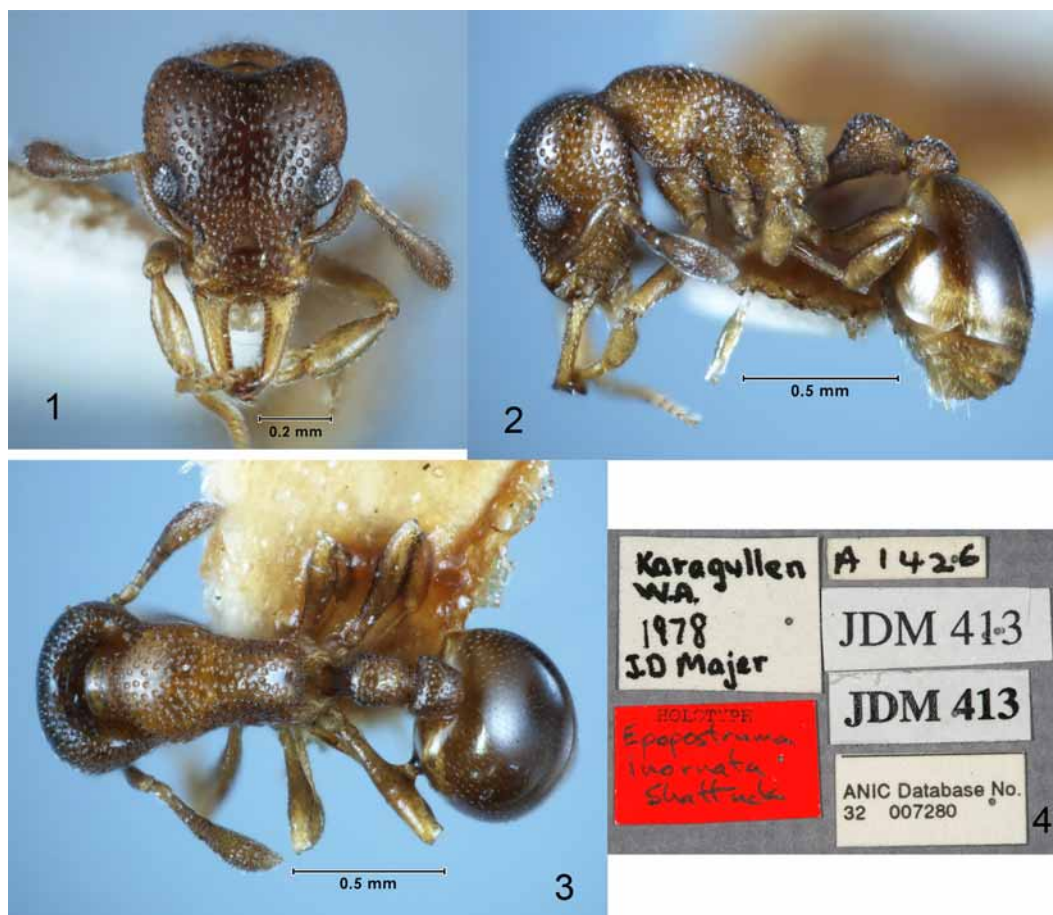 1
0.2 mm
2
0.5 mm
3
0.5 mm
Karagullen
W.A.
1978
J.D Majer
A 1426
JDM 413
HOLOTYPE
Epopostruma
inornata
Shattuck
JDM 413
ANIC Database No.
32 007280
4